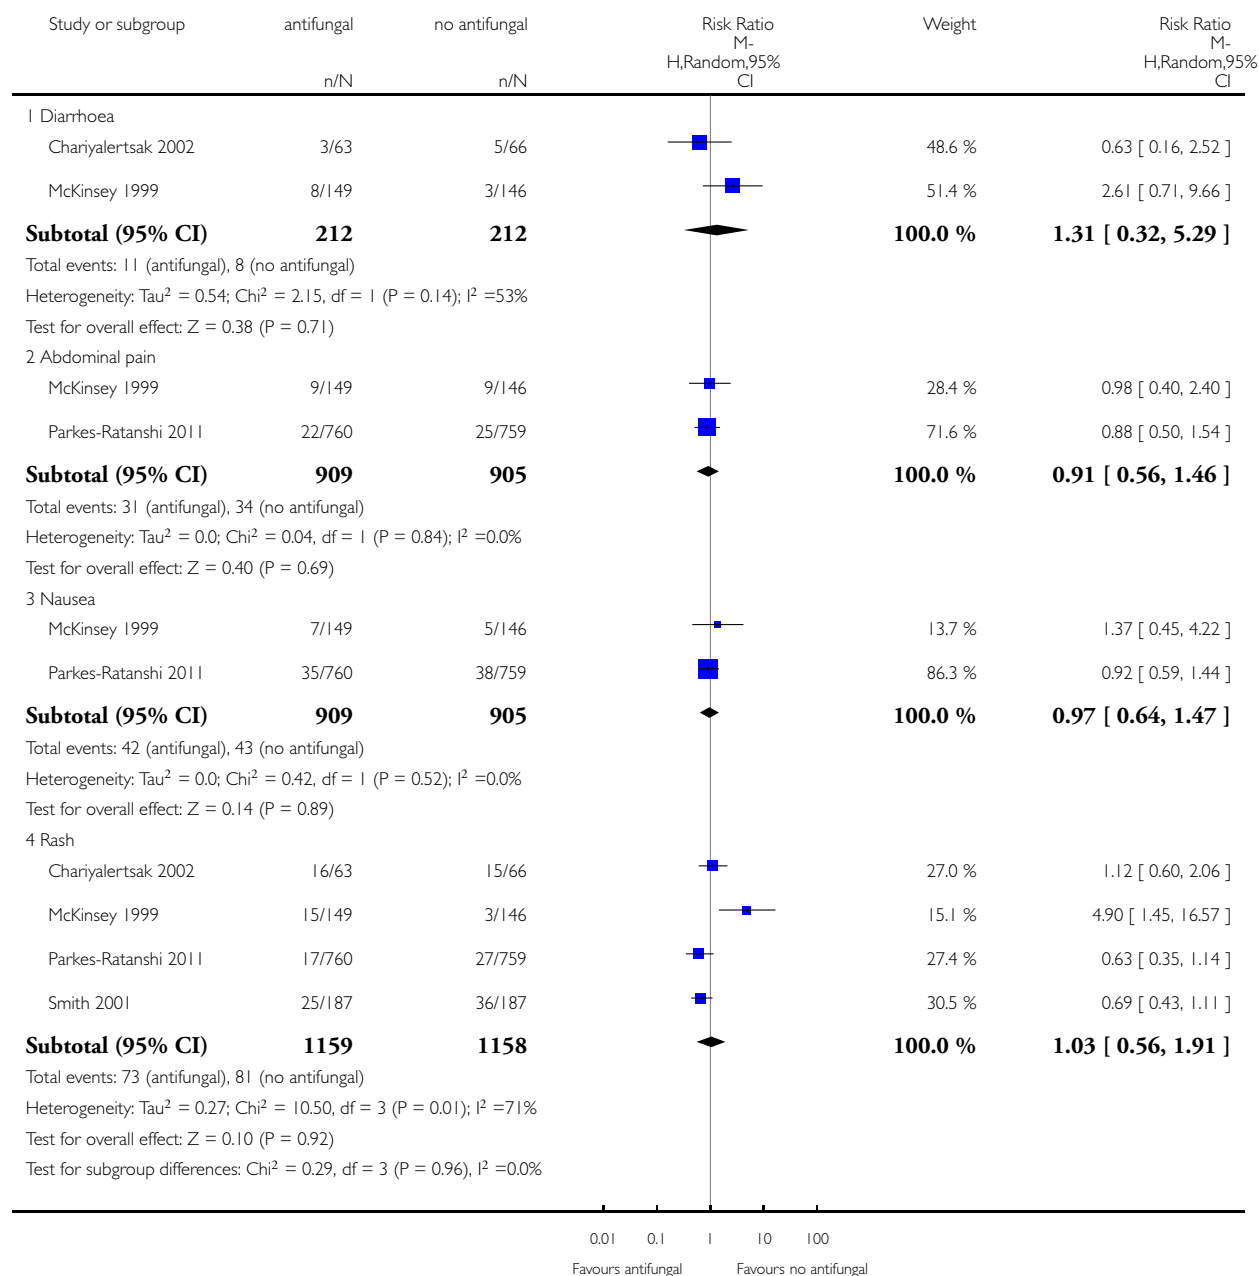 Study or subgroup antifungal no antifungal Risk Ratio Weight Risk Ratio
M- M-
H,Random,95% H,Random,95%
n/N n/N CI CI
1 Diarrhoea
Chariyalertsak 2002 3/63 5/66 48.6 % 0.63 [ 0.16, 2.52 ]
McKinsey 1999 8/149 3/146 51.4 % 2.61 [ 0.71, 9.66 ]
Subtotal (95% CI) 212 212 100.0 % 1.31 [ 0.32, 5.29 ]
Total events: 11 (antifungal), 8 (no antifungal)
Heterogeneity: Tau² = 0.54; Chi² = 2.15, df = 1 (P = 0.14); I² =53%
Test for overall effect: Z = 0.38 (P = 0.71)
2 Abdominal pain
McKinsey 1999 9/149 9/146 28.4 % 0.98 [ 0.40, 2.40 ]
Parkes-Ratanshi 2011 22/760 25/759 71.6 % 0.88 [ 0.50, 1.54 ]
Subtotal (95% CI) 909 905 100.0 % 0.91 [ 0.56, 1.46 ]
Total events: 31 (antifungal), 34 (no antifungal)
Heterogeneity: Tau² = 0.0; Chi² = 0.04, df = 1 (P = 0.84); I² =0.0%
Test for overall effect: Z = 0.40 (P = 0.69)
3 Nausea
McKinsey 1999 7/149 5/146 13.7 % 1.37 [ 0.45, 4.22 ]
Parkes-Ratanshi 2011 35/760 38/759 86.3 % 0.92 [ 0.59, 1.44 ]
Subtotal (95% CI) 909 905 100.0 % 0.97 [ 0.64, 1.47 ]
Total events: 42 (antifungal), 43 (no antifungal)
Heterogeneity: Tau² = 0.0; Chi² = 0.42, df = 1 (P = 0.52); I² =0.0%
Test for overall effect: Z = 0.14 (P = 0.89)
4 Rash
Chariyalertsak 2002 16/63 15/66 27.0 % 1.12 [ 0.60, 2.06 ]
McKinsey 1999 15/149 3/146 15.1 % 4.90 [ 1.45, 16.57 ]
Parkes-Ratanshi 2011 17/760 27/759 27.4 % 0.63 [ 0.35, 1.14 ]
Smith 2001 25/187 36/187 30.5 % 0.69 [ 0.43, 1.11 ]
Subtotal (95% CI) 1159 1158 100.0 % 1.03 [ 0.56, 1.91 ]
Total events: 73 (antifungal), 81 (no antifungal)
Heterogeneity: Tau² = 0.27; Chi² = 10.50, df = 3 (P = 0.01); I² =71%
Test for overall effect: Z = 0.10 (P = 0.92)
Test for subgroup differences: Chi² = 0.29, df = 3 (P = 0.96), I² =0.0%
0.01 0.1 1 10 100
Favours antifungal Favours no antifungal